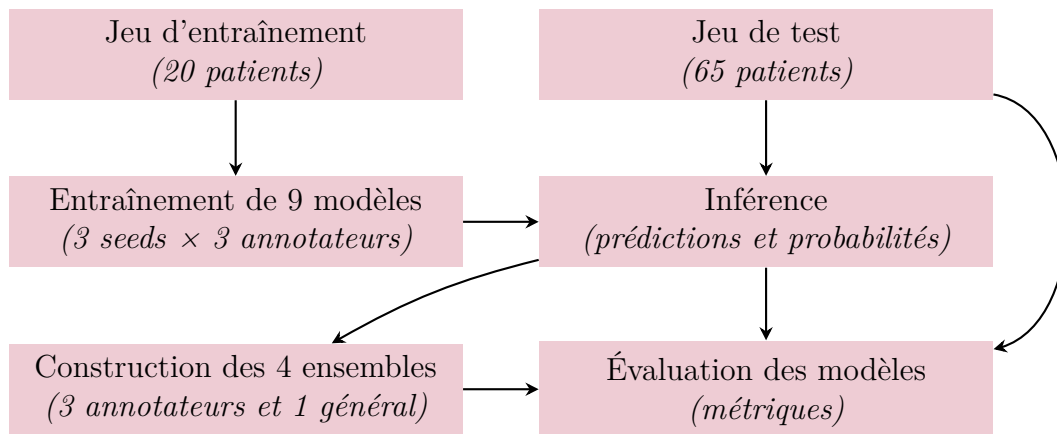 Jeu d'entraînement
(20 patients)
Jeu de test
(65 patients)
Entraînement de 9 modèles
(3 seeds × 3 annotateurs)
Inférence
(prédictions et probabilités)
Construction des 4 ensembles
(3 annotateurs et 1 général)
Évaluation des modèles
(métriques)